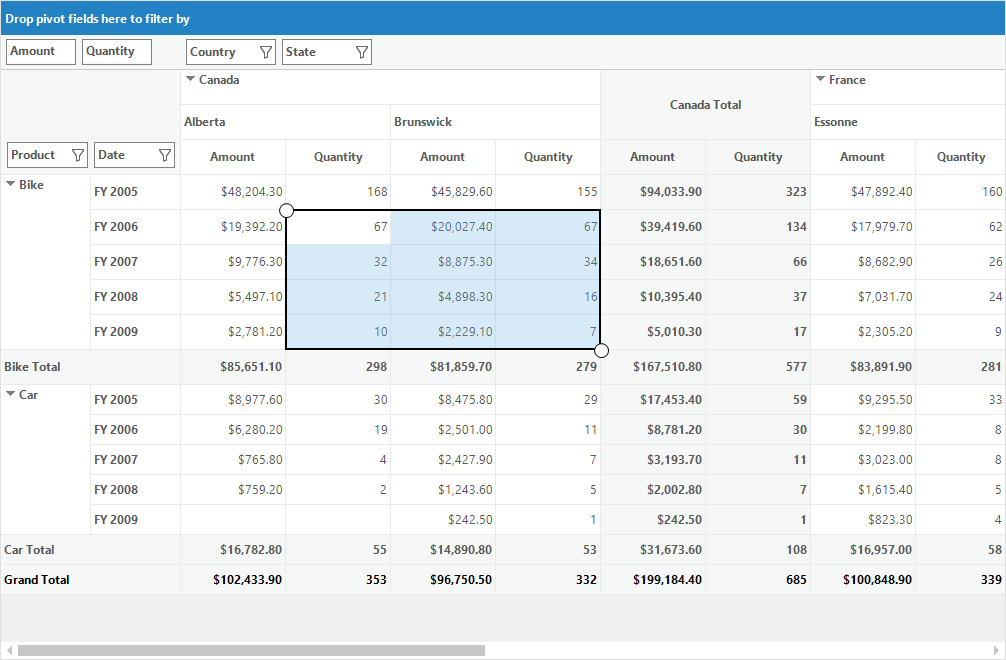 Drop pivot fields here to filter by
Amount Quantity Country State
Canada Canada Total France
Alberta Brunswick Essonne
Product Date Amount Quantity Amount Quantity Amount Quantity Amount Quantity
Bike FY 2005 $48,204.30 168 $45,829.60 155 $94,033.90 323 $47,892.40 160
FY 2006 $19,392.20 67 $20,027.40 67 $39,419.60 134 $17,979.70 62
FY 2007 $9,776.30 32 $8,875.30 34 $18,651.60 66 $8,682.90 26
FY 2008 $5,497.10 21 $4,898.30 16 $10,395.40 37 $7,031.70 24
FY 2009 $2,781.20 10 $2,229.10 7 $5,010.30 17 $2,305.20 9
Bike Total $85,651.10 298 $81,859.70 279 $167,510.80 577 $83,891.90 281
Car FY 2005 $8,977.60 30 $8,475.80 29 $17,453.40 59 $9,295.50 33
FY 2006 $6,280.20 19 $2,501.00 11 $8,781.20 30 $2,199.80 8
FY 2007 $765.80 4 $2,427.90 7 $3,193.70 11 $3,023.00 8
FY 2008 $759.20 2 $1,243.60 5 $2,002.80 7 $1,615.40 5
FY 2009 $242.50 1 $242.50 1 $823.30 4
Car Total $16,782.80 55 $14,890.80 53 $31,673.60 108 $16,957.00 58
Grand Total $102,433.90 353 $96,750.50 332 $199,184.40 685 $100,848.90 339